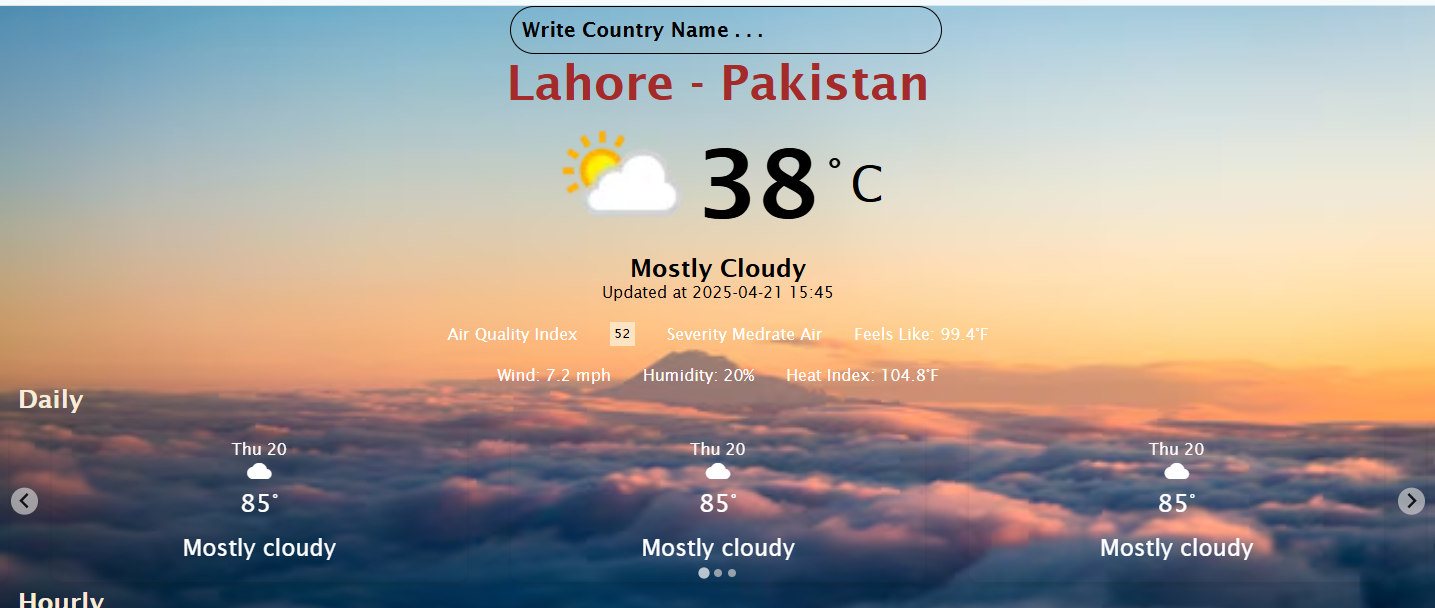 Write Country Name . . .
Lahore - Pakistan
38°C
Mostly Cloudy
Updated at 2025-04-21 15:45
Air Quality Index 52 Severity Medrate Air Feels Like: 99.4°F
Wind: 7.2 mph Humidity: 20% Heat Index: 104.8°F
Daily
Thu 20 Thu 20 Thu 20
85° 85° 85°
Mostly cloudy Mostly cloudy Mostly cloudy
Hourly